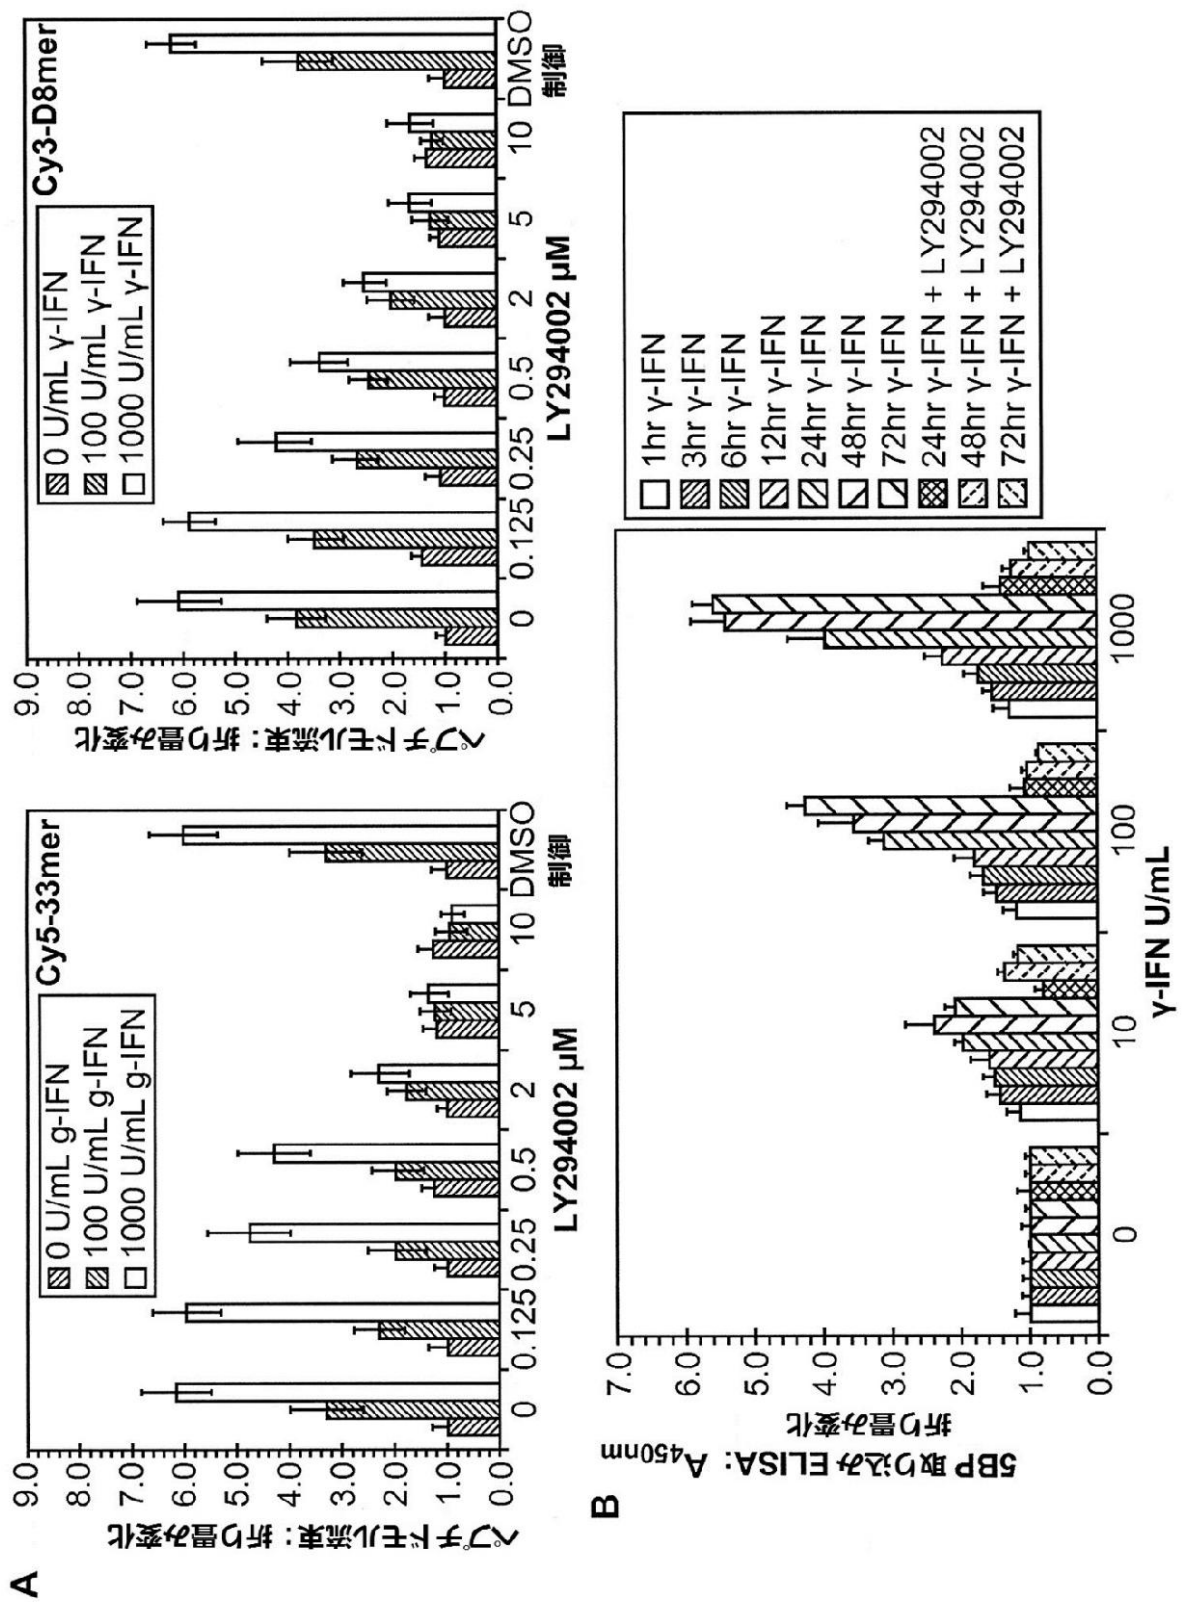 A
Cy5-33mer
0 U/mL g-IFN
100 U/mL g-IFN
1000 U/mL g-IFN
ペプチドモル流束：折り畳み変化
9.0
8.0
7.0
6.0
5.0
4.0
3.0
2.0
1.0
0.0
0 0.125 0.25 0.5 2 5 10 DMSO
制御
LY294002 µM
Cy3-D8mer
0 U/mL γ-IFN
100 U/mL γ-IFN
1000 U/mL γ-IFN
ペプチドモル流束：折り畳み変化
9.0
8.0
7.0
6.0
5.0
4.0
3.0
2.0
1.0
0.0
0 0.125 0.25 0.5 2 5 10 DMSO
制御
LY294002 µM
B
5BP 取り込み ELISA: A450nm
折り畳み変化
7.0
6.0
5.0
4.0
3.0
2.0
1.0
0.0
0 10 100 1000
γ-IFN U/mL
1hr γ-IFN
3hr γ-IFN
6hr γ-IFN
12hr γ-IFN
24hr γ-IFN
48hr γ-IFN
72hr γ-IFN
24hr γ-IFN + LY294002
48hr γ-IFN + LY294002
72hr γ-IFN + LY294002